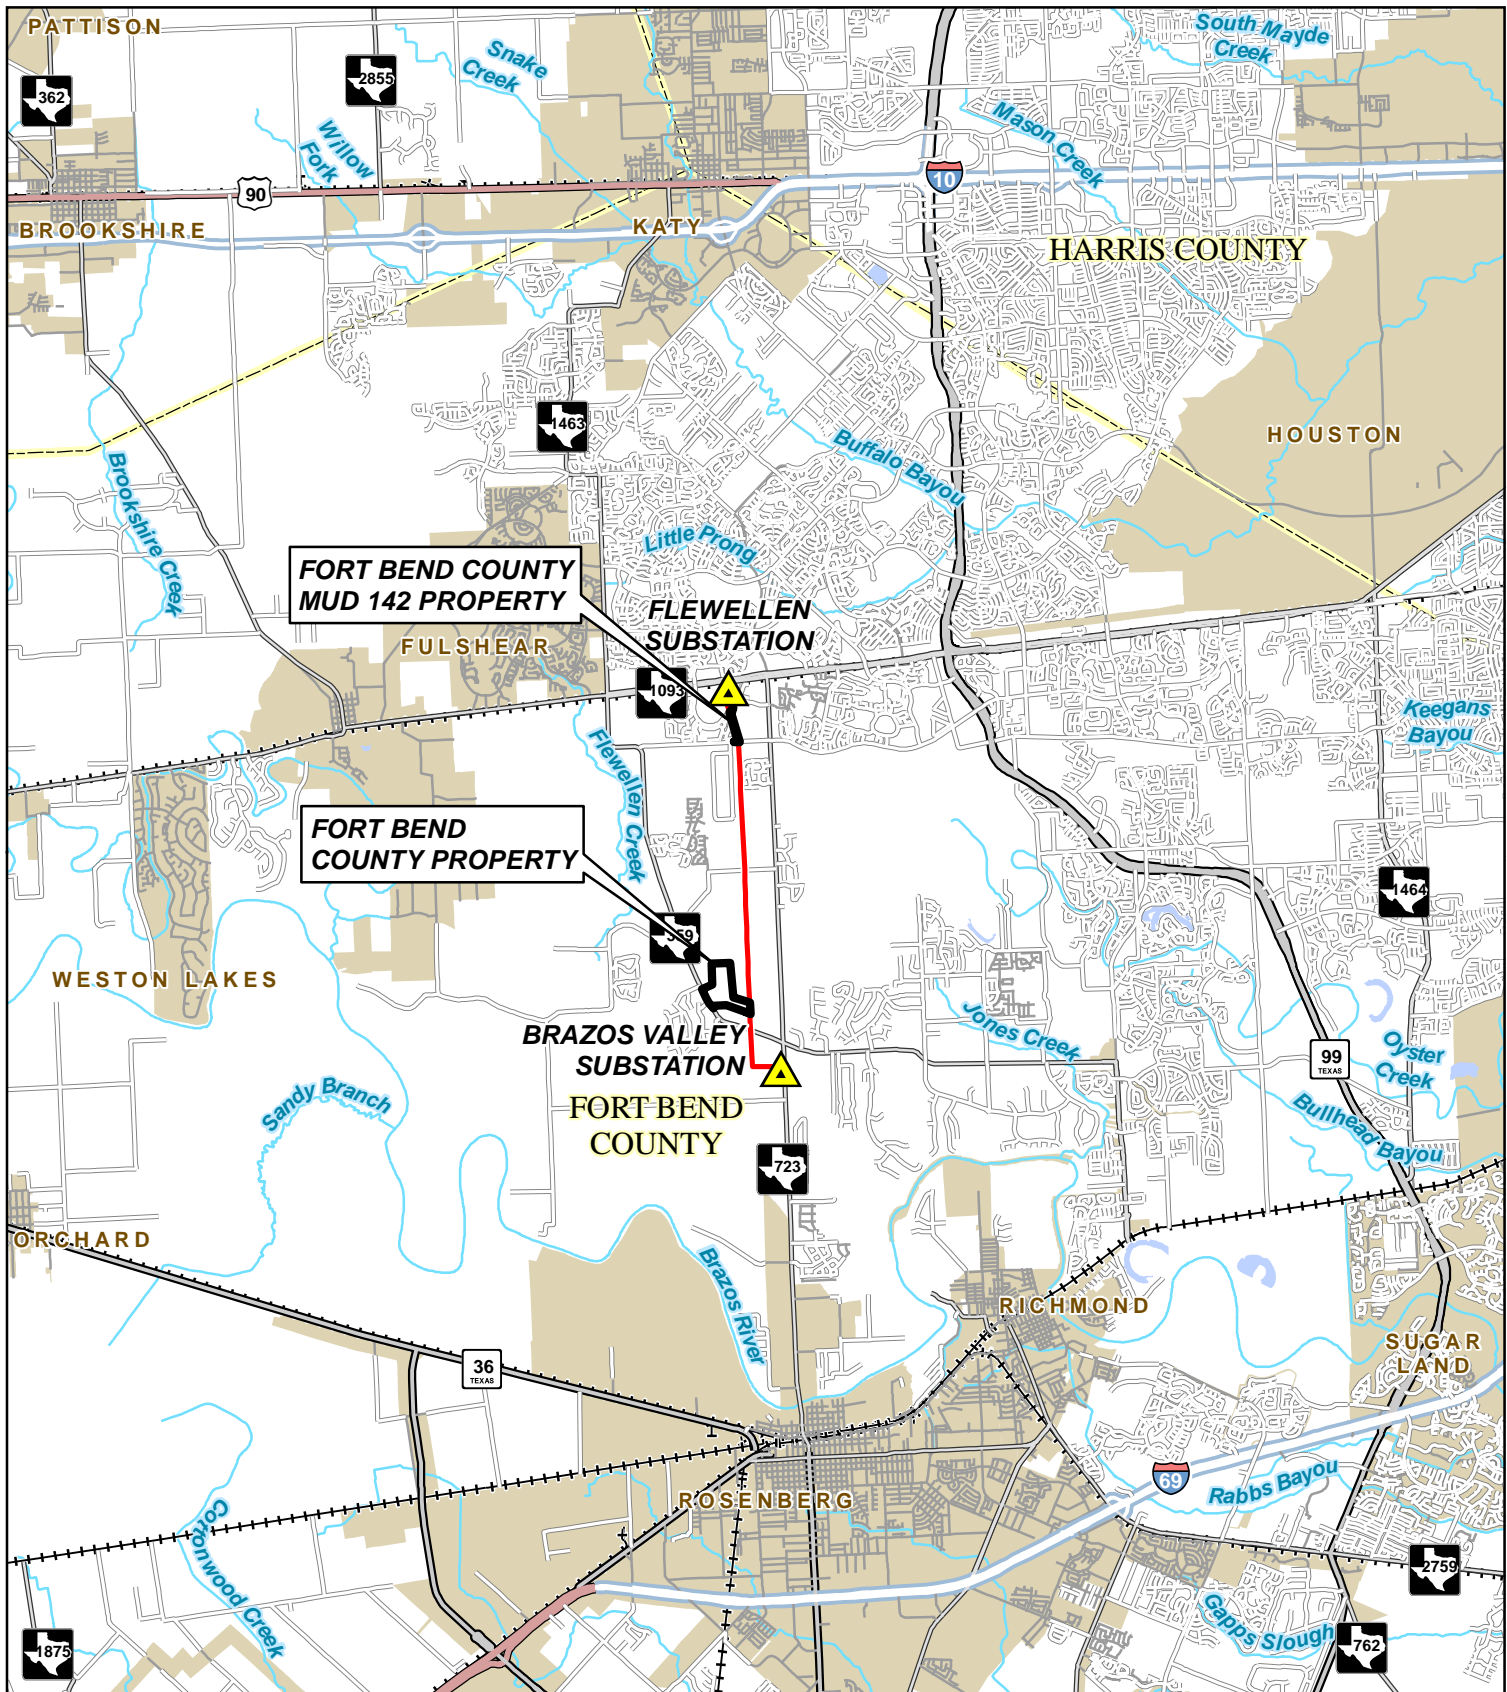 PATTISON
Snake
Creek
South Mayde
Creek
2855
362
Willow
Fork
Mason Creek
10
90
BROOKSHIRE
KATY
HARRIS COUNTY
1463
HOUSTON
Buffalo Bayou
Brookshire Creek
Little Prong
FORT BEND COUNTY
MUD 142 PROPERTY
FLEWELLEN
SUBSTATION
FULSHEAR
1093
Keegans
Bayou
Flewellen Creek
FORT BEND
COUNTY PROPERTY
1464
WESTON LAKES
BRAZOS VALLEY
SUBSTATION
Jones Creek
99
TEXAS
Oyster
Creek
Sandy Branch
FORT BEND
COUNTY
Bullhead Bayou
723
ORCHARD
Brazos River
RICHMOND
SUGAR
LAND
36
TEXAS
69
Rabbs Bayou
ROSENBERG
Cottonwood Creek
2759
Gapps Slough
1875
762